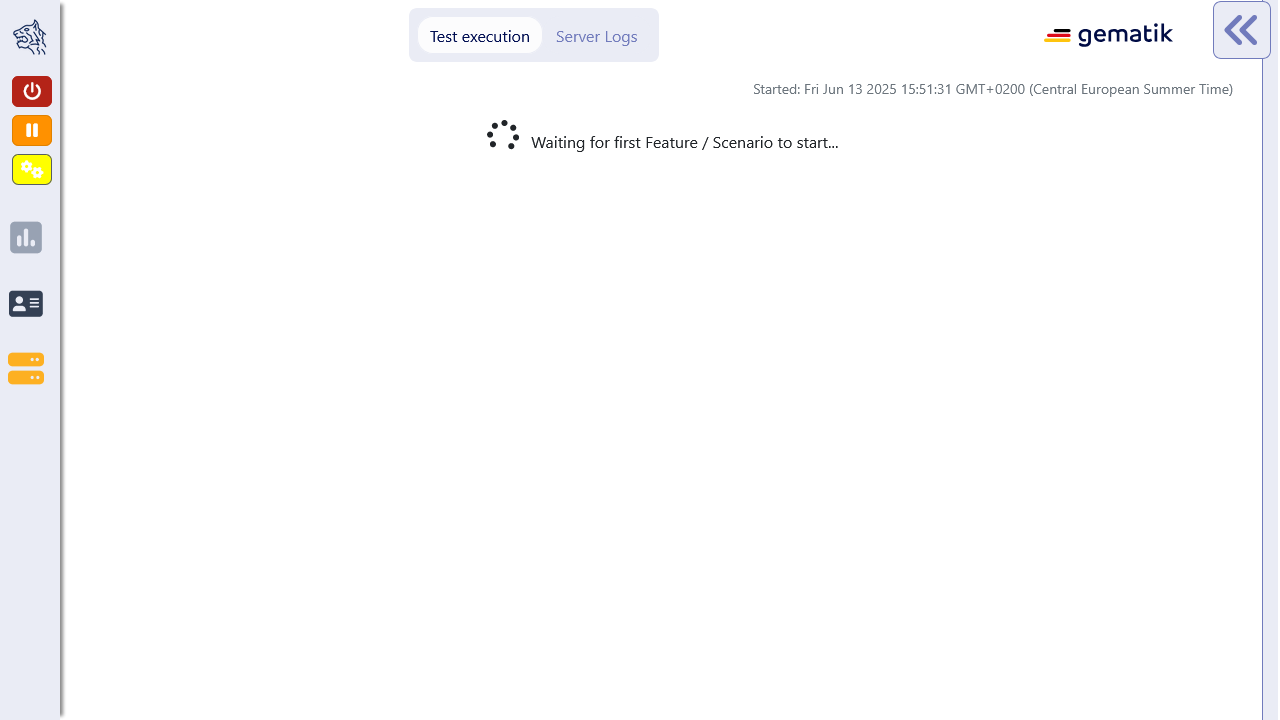 Test execution
Server Logs
gematik
Started: Fri Jun 13 2025 15:51:31 GMT+0200 (Central European Summer Time)
Waiting for first Feature / Scenario to start...